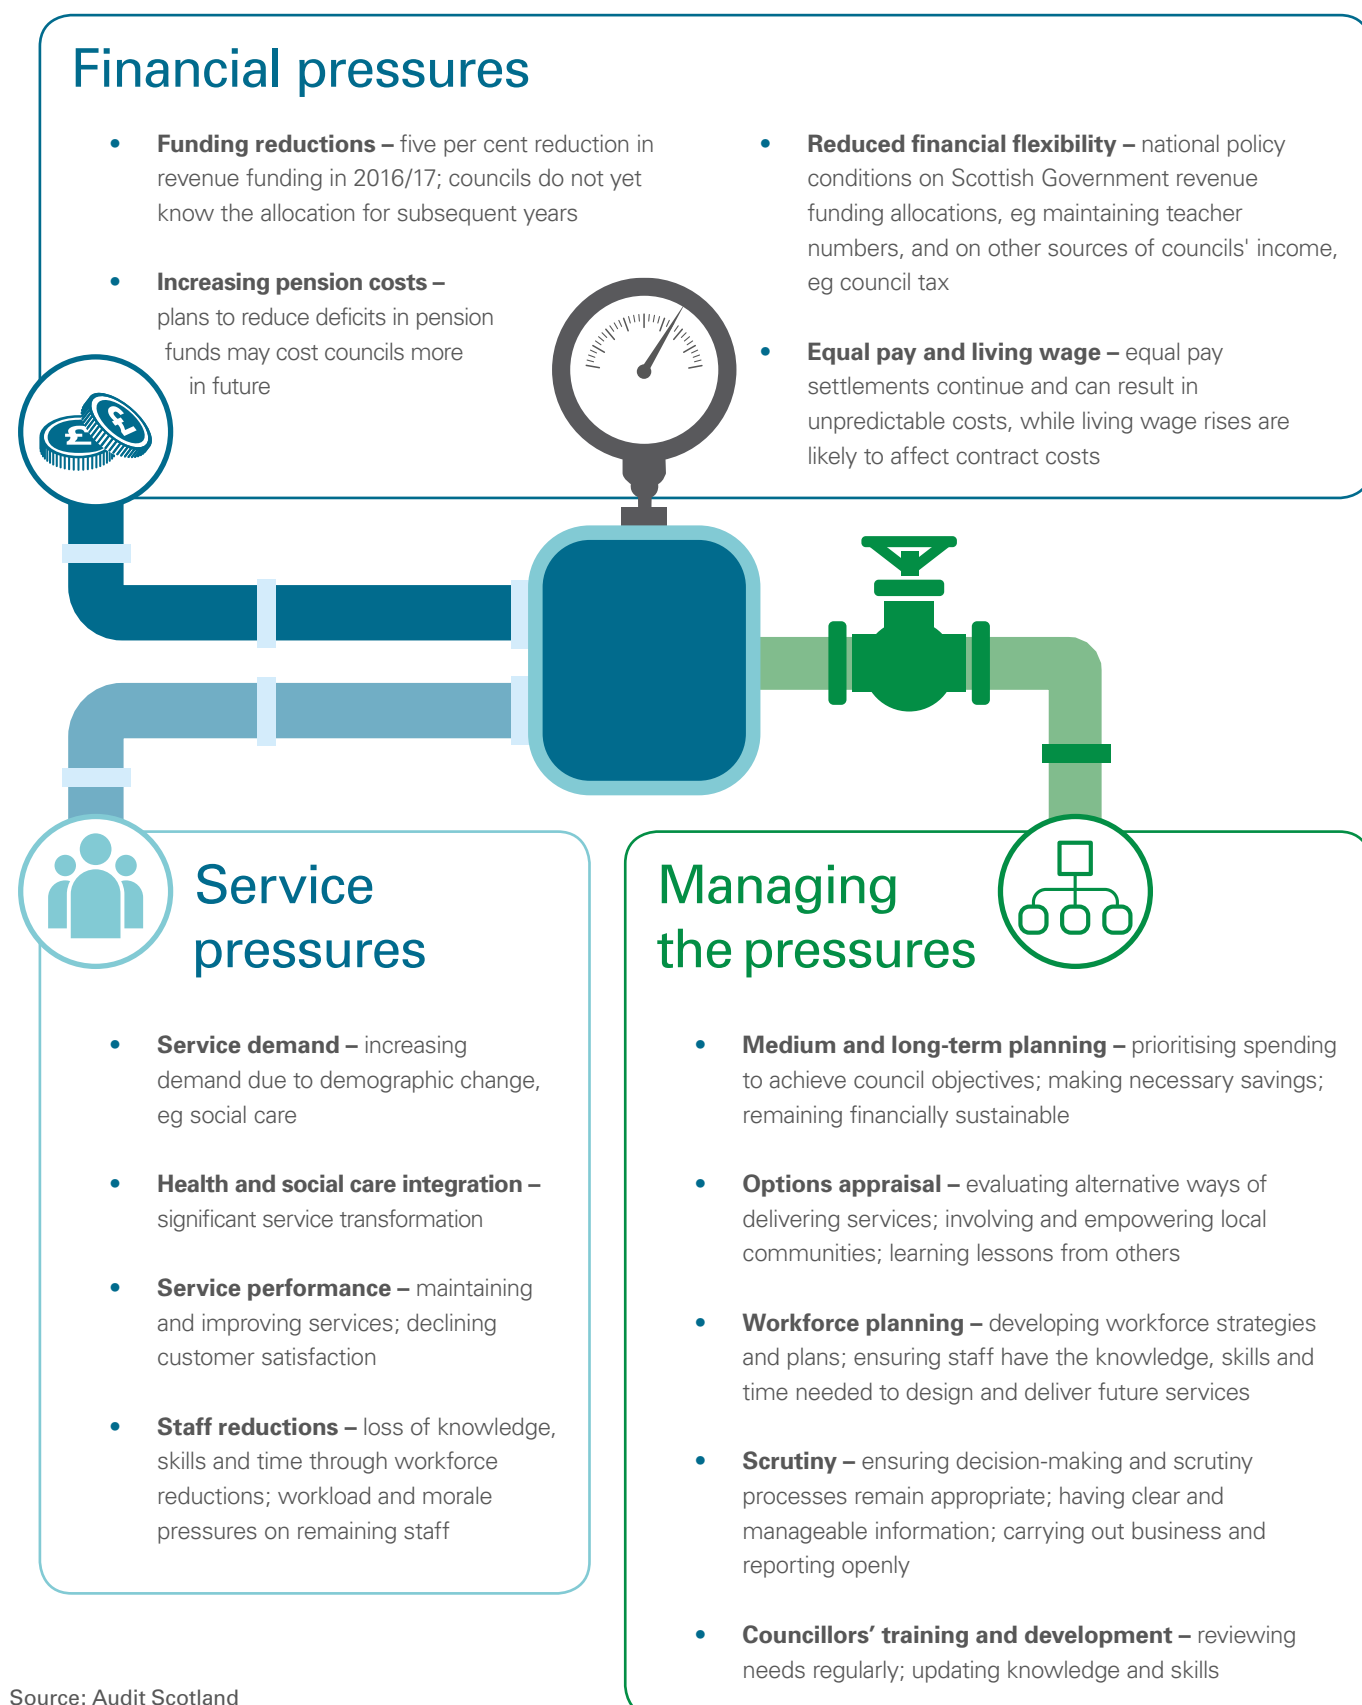 Financial pressures
• Funding reductions – five per cent reduction in
revenue funding in 2016/17; councils do not yet
know the allocation for subsequent years
• Increasing pension costs –
plans to reduce deficits in pension
funds may cost councils more
in future
• Reduced financial flexibility – national policy
conditions on Scottish Government revenue
funding allocations, eg maintaining teacher
numbers, and on other sources of councils' income,
eg council tax
• Equal pay and living wage – equal pay
settlements continue and can result in
unpredictable costs, while living wage rises are
likely to affect contract costs
£ £
Service
pressures
• Service demand – increasing
demand due to demographic change,
eg social care
• Health and social care integration –
significant service transformation
• Service performance – maintaining
and improving services; declining
customer satisfaction
• Staff reductions – loss of knowledge,
skills and time through workforce
reductions; workload and morale
pressures on remaining staff
Managing
the pressures
• Medium and long-term planning – prioritising spending
to achieve council objectives; making necessary savings;
remaining financially sustainable
• Options appraisal – evaluating alternative ways of
delivering services; involving and empowering local
communities; learning lessons from others
• Workforce planning – developing workforce strategies
and plans; ensuring staff have the knowledge, skills and
time needed to design and deliver future services
• Scrutiny – ensuring decision-making and scrutiny
processes remain appropriate; having clear and
manageable information; carrying out business and
reporting openly
• Councillors’ training and development – reviewing
needs regularly; updating knowledge and skills
Source: Audit Scotland